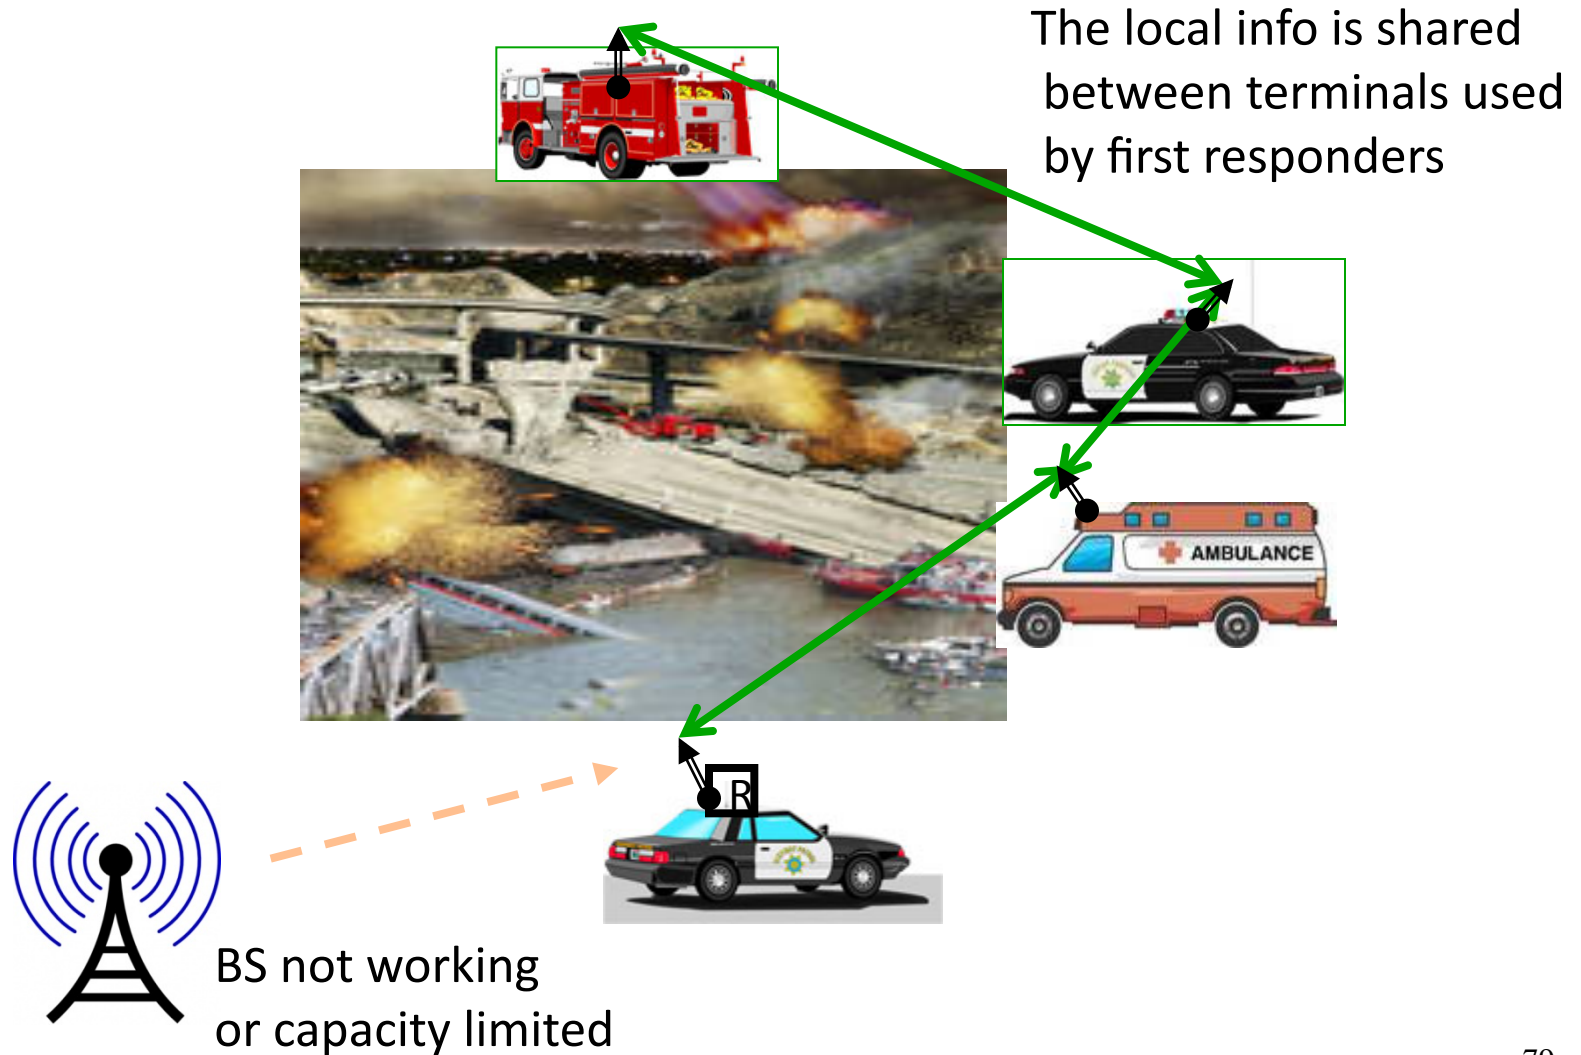 The local info is shared
between terminals used
by first responders
AMBULANCE
R
BS not working
or capacity limited